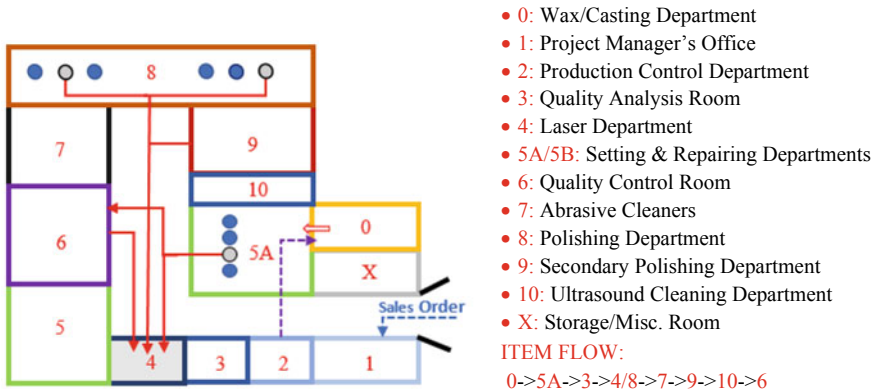 8
7
9
10
6
5A
0
X
Sales Order
5
4
3
2
1
• 0: Wax/Casting Department
• 1: Project Manager's Office
• 2: Production Control Department
• 3: Quality Analysis Room
• 4: Laser Department
• 5A/5B: Setting & Repairing Departments
• 6: Quality Control Room
• 7: Abrasive Cleaners
• 8: Polishing Department
• 9: Secondary Polishing Department
• 10: Ultrasound Cleaning Department
• X: Storage/Misc. Room
ITEM FLOW:
0->5A->3->4/8->7->9->10->6